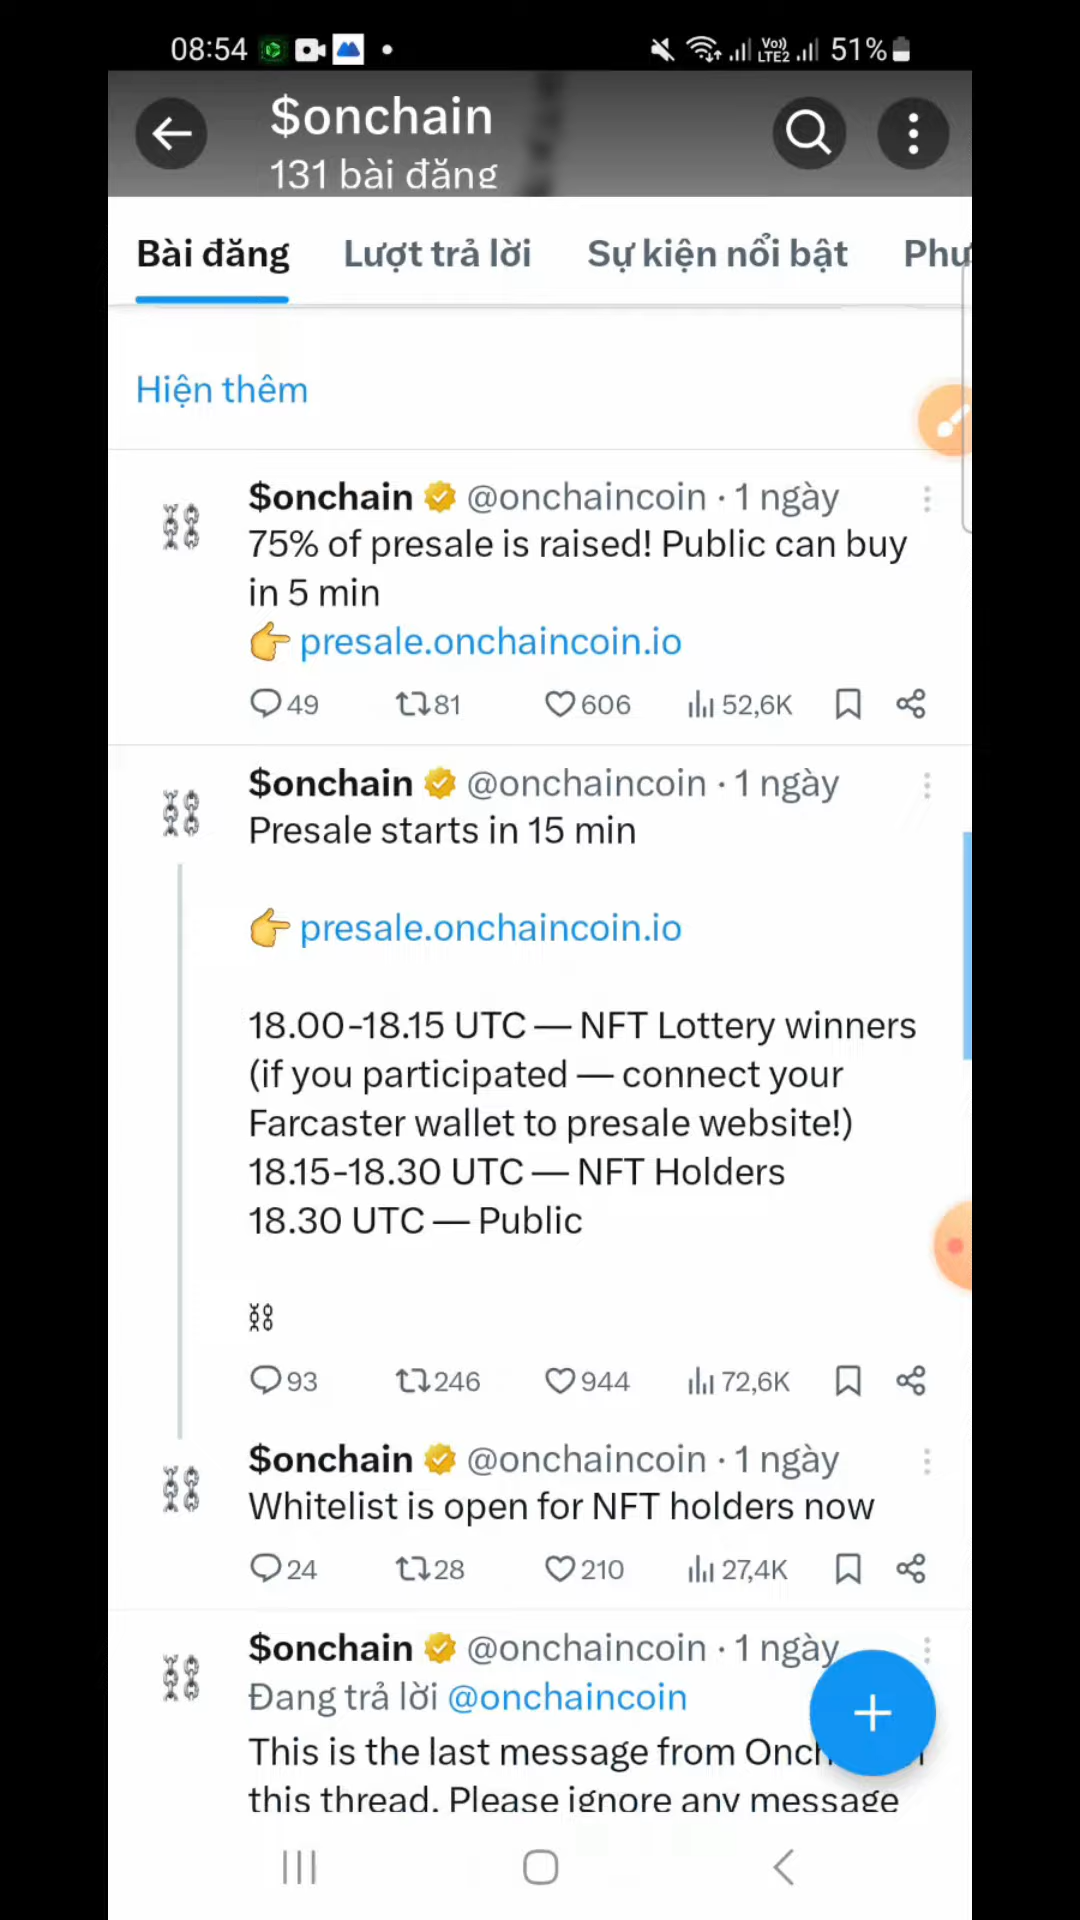 08:54
Vo)) LTE2
51%
$onchain
131 bài đăng
Bài đăng Lượt trả lời Sự kiện nổi bật Phư
Hiện thêm
$onchain @onchaincoin · 1 ngày
75% of presale is raised! Public can buy
in 5 min
👉 presale.onchaincoin.io
49 81 606 52,6K
$onchain @onchaincoin · 1 ngày
Presale starts in 15 min
👉 presale.onchaincoin.io
18.00-18.15 UTC — NFT Lottery winners
(if you participated — connect your
Farcaster wallet to presale website!)
18.15-18.30 UTC — NFT Holders
18.30 UTC — Public
93 246 944 72,6K
$onchain @onchaincoin · 1 ngày
Whitelist is open for NFT holders now
24 28 210 27,4K
$onchain @onchaincoin · 1 ngày
Đang trả lời @onchaincoin
This is the last message from
this thread. Please ignore any message